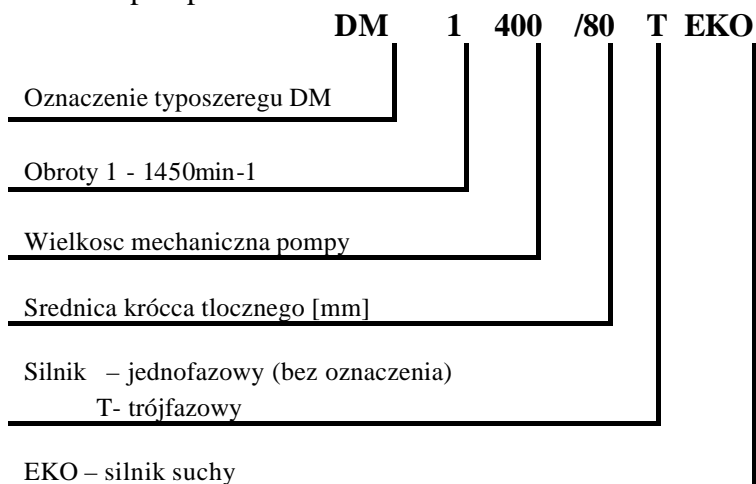 DM 1 400 /80 T EKO
Oznaczenie typoszeregu DM
Obroty 1 - 1450min-1
Wielkosc mechaniczna pompy
Srednica krócca tlocznego [mm]
Silnik – jednofazowy (bez oznaczenia)
T- trójfazowy
EKO – silnik suchy